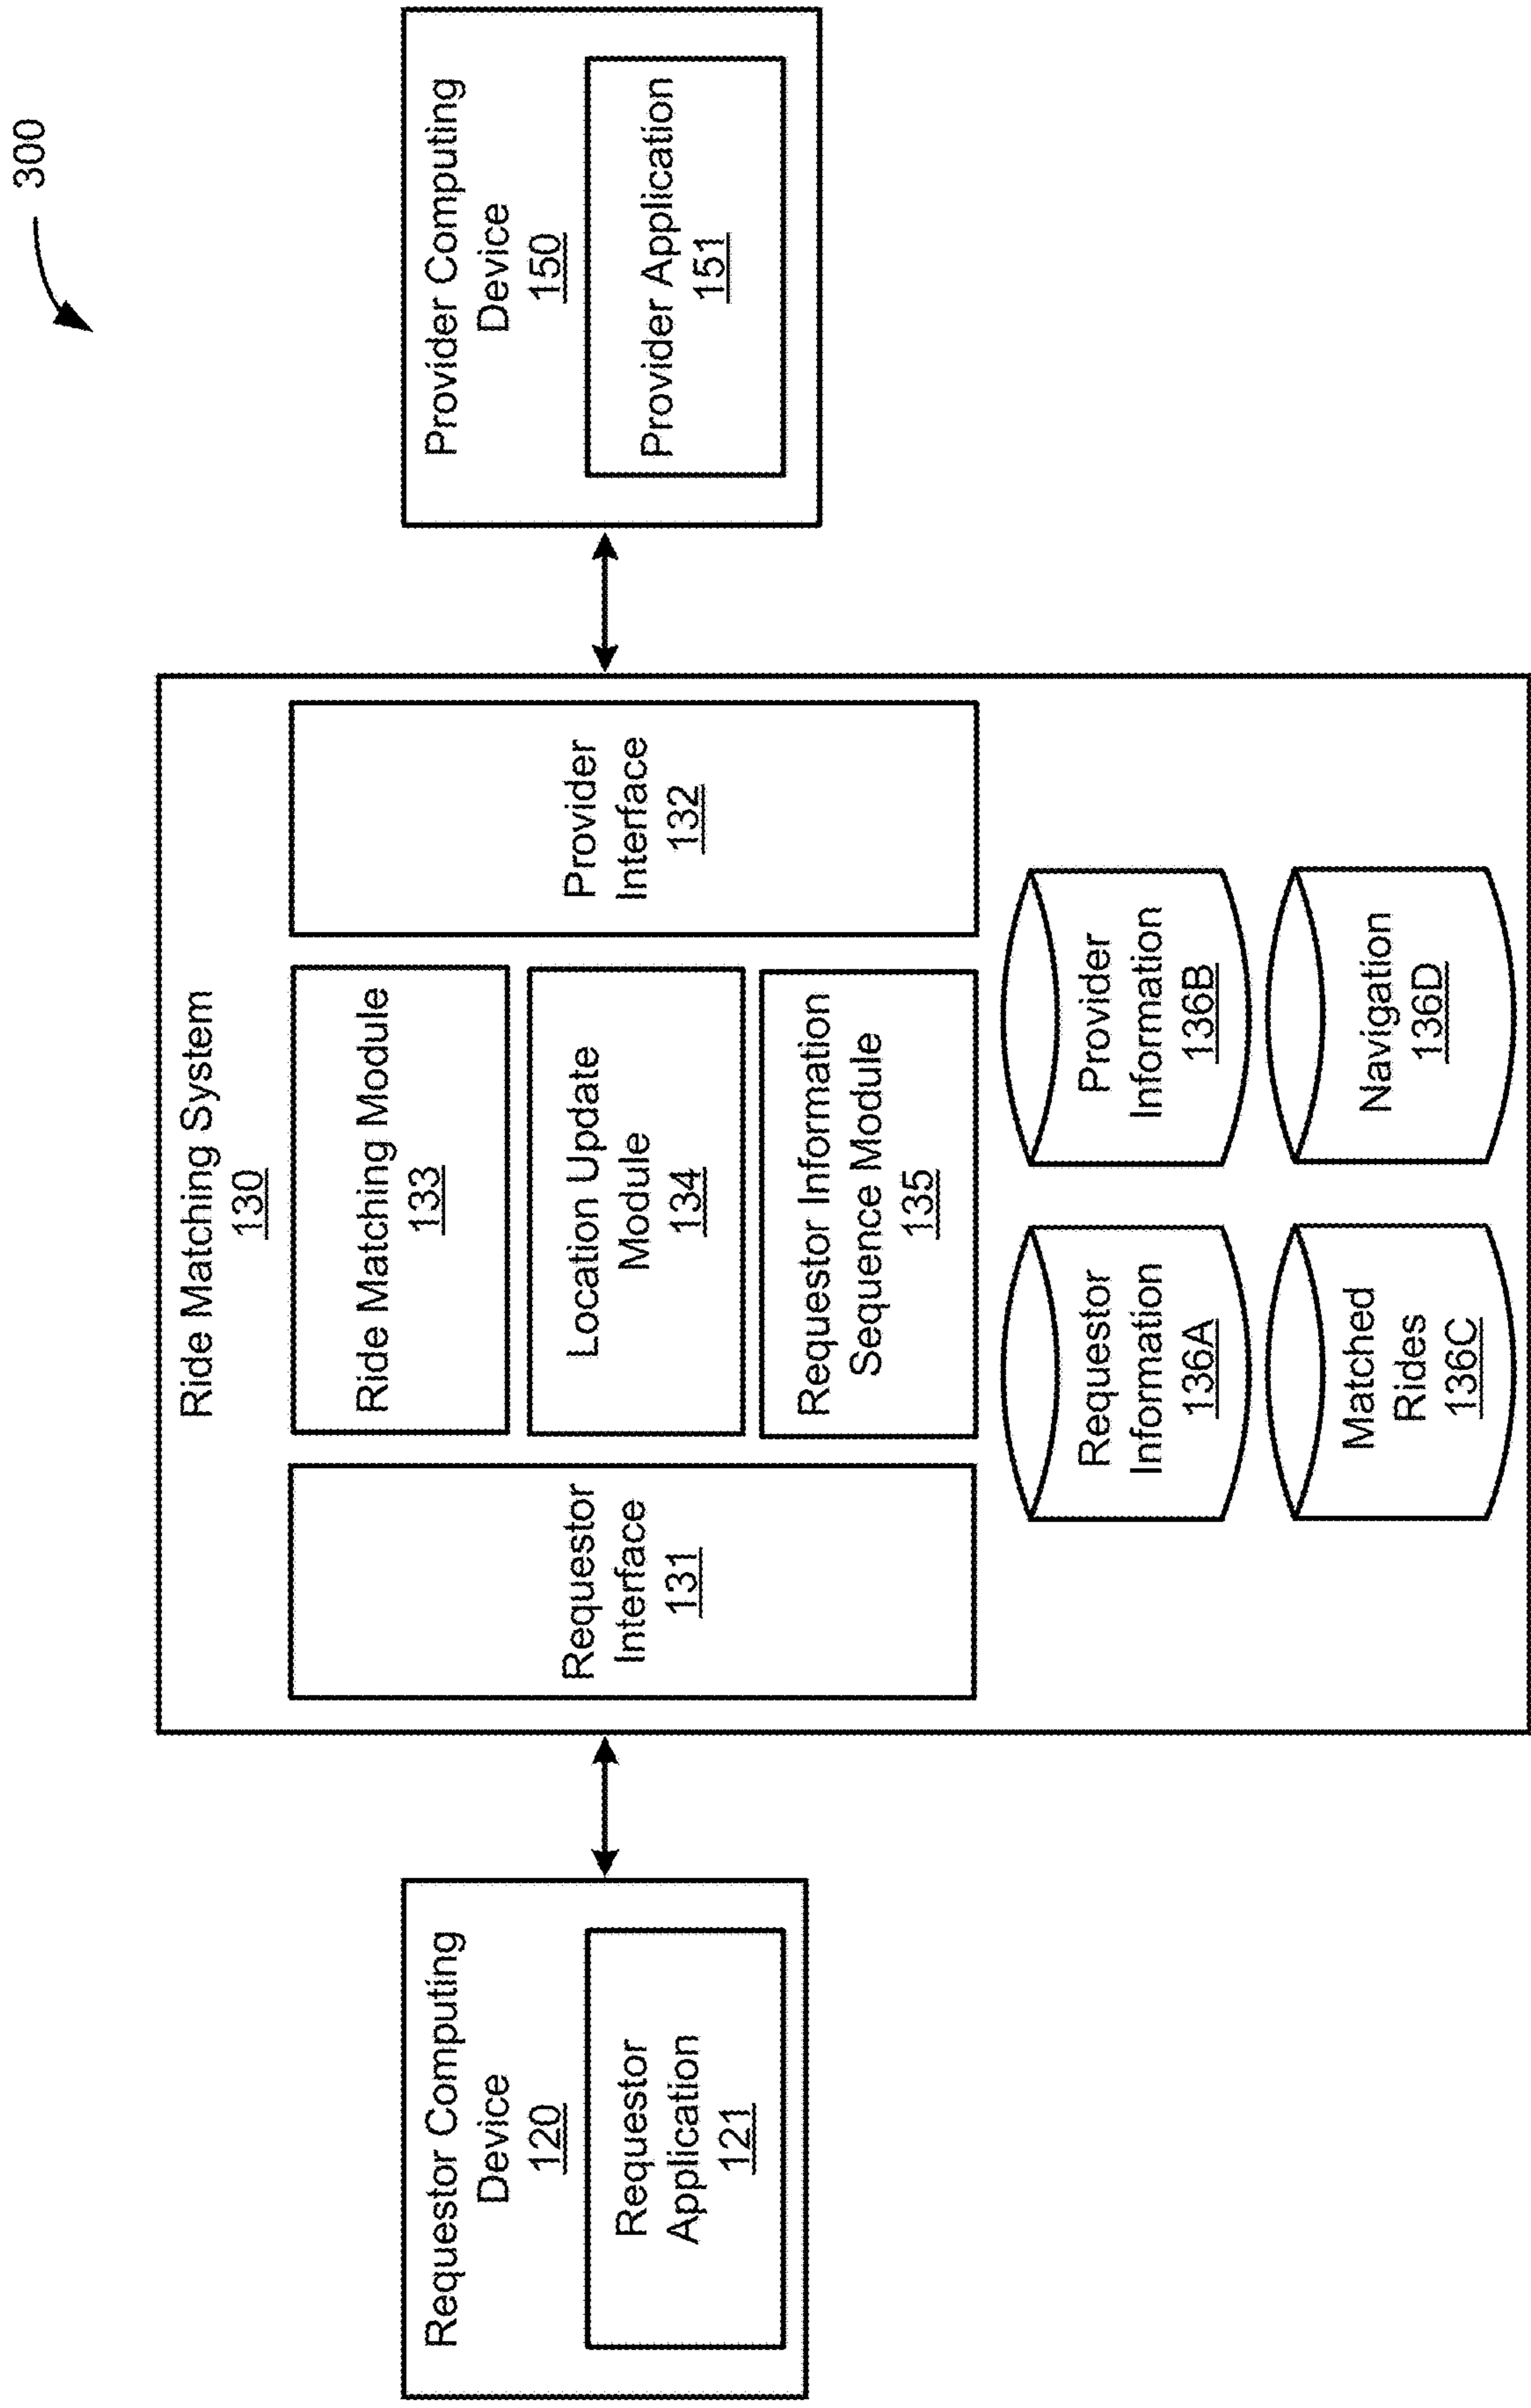 300
Requestor Computing
Device
120
Requestor
Application
121
Ride Matching System
130
Requestor
Interface
131
Ride Matching Module
133
Location Update
Module
134
Requestor Information
Sequence Module
135
Provider
Interface
132
Requestor
Information
136A
Provider
Information
136B
Matched
Rides
136C
Navigation
136D
Provider Computing
Device
150
Provider Application
151